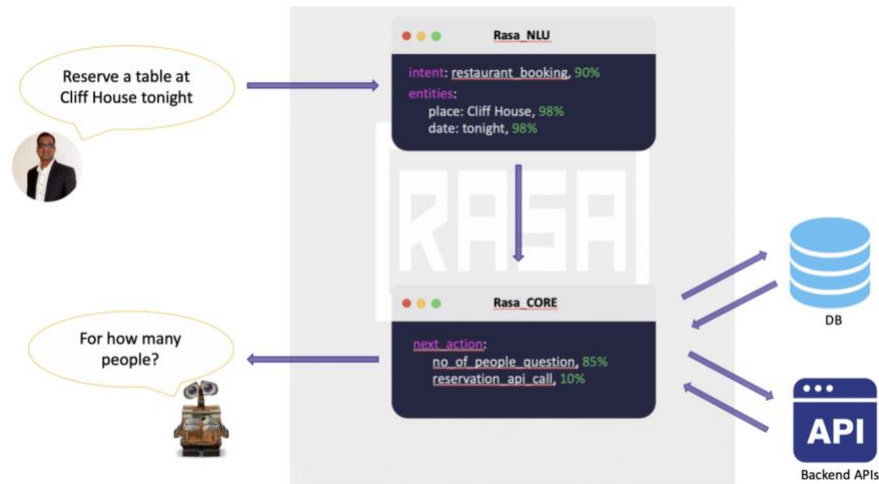 Rasa_NLU
Reserve a table at
Cliff House tonight
intent: restaurant_booking, 90%
entities:
place: Cliff House, 98%
date: tonight, 98%
RASA
Rasa_CORE
For how many
people?
next_action:
no_of_people_question, 85%
reservation_api_call, 10%
DB
API
Backend APIs